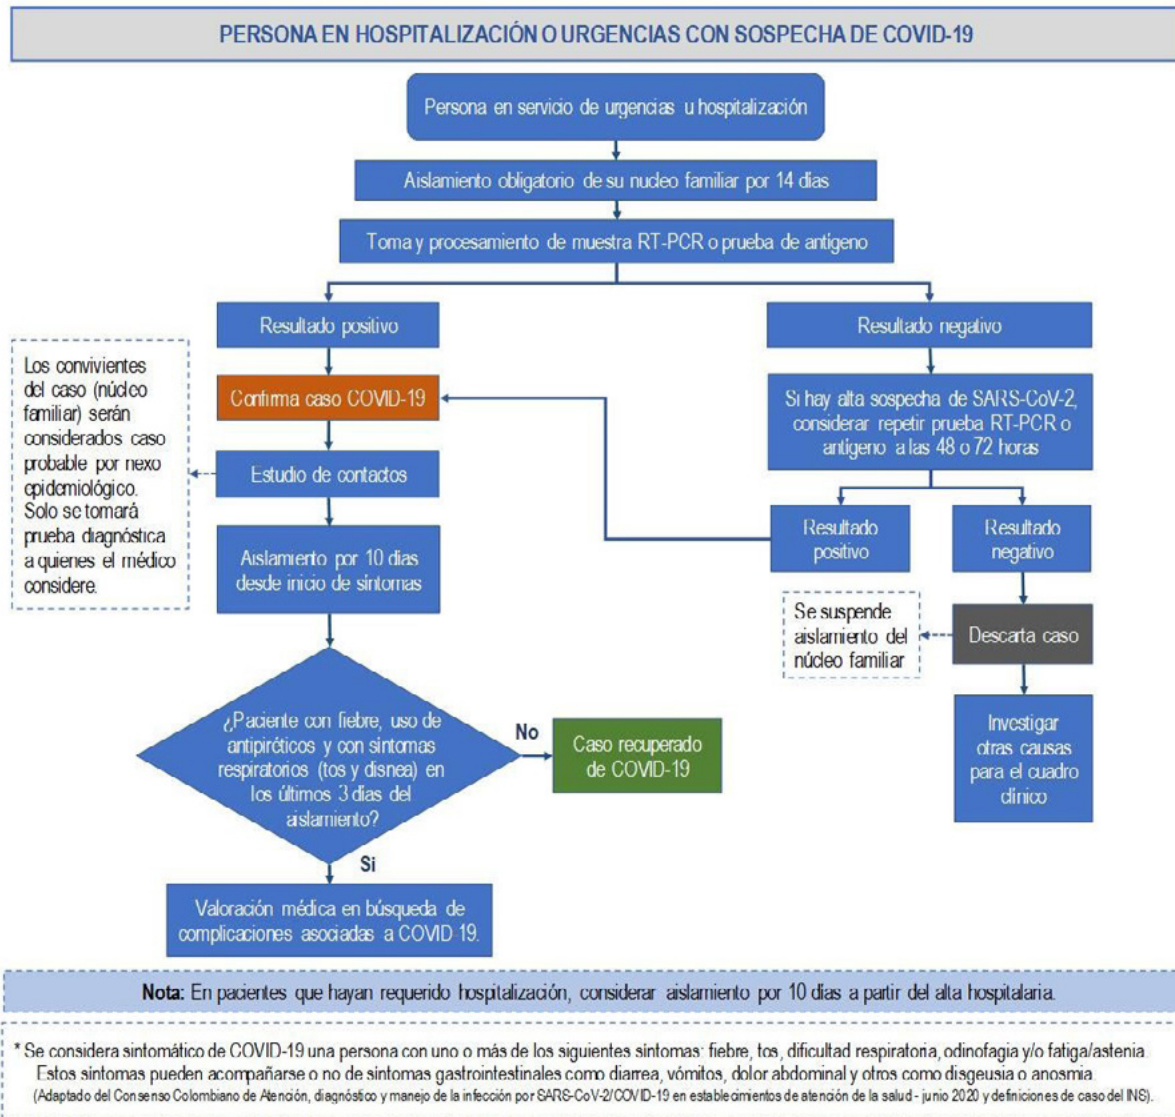 PERSONA EN HOSPITALIZACIÓN O URGENCIAS CON SOSPECHA DE COVID-19
Persona en servicio de urgencias u hospitalización
Aislamiento obligatorio de su nucleo familiar por 14 días
Toma y procesamiento de muestra RT-PCR o prueba de antígeno
Resultado positivo
Resultado negativo
Los convivientes
del caso (núcleo
familiar) serán
considerados caso
probable por nexo
epidemiológico.
Solo se tomará
prueba diagnóstica
a quienes el médico
considere.
Confirma caso COVID-19
Estudio de contactos
Aislamiento por 10 días
desde inicio de síntomas
Si hay alta sospecha de SARS-CoV-2,
considerar repetir prueba RT-PCR o
antígeno a las 48 o 72 horas
Resultado
positivo
Resultado
negativo
Se suspende
aislamiento del
núcleo familiar
Descarta caso
Investigar
otras causas
para el cuadro
clínico
¿Paciente con fiebre, uso de
antipiréticos y con síntomas
respiratorios (tos y disnea) en
los últimos 3 días del
aislamiento?
No
Caso recuperado
de COVID-19
Si
Valoración médica en búsqueda de
complicaciones asociadas a COVID-19.
Nota: En pacientes que hayan requerido hospitalización, considerar aislamiento por 10 días a partir del alta hospitalaria.
* Se considera sintomático de COVID-19 una persona con uno o más de los siguientes síntomas: fiebre, tos, dificultad respiratoria, odinofagia y/o fatiga/astenia.
Estos síntomas pueden acompañarse o no de síntomas gastrointestinales como diarrea, vómitos, dolor abdominal y otros como disgeusia o anosmia.
(Adaptado del Consenso Colombiano de Atención, diagnóstico y manejo de la infección por SARS-CoV-2/COVID-19 en establecimientos de atención de la salud - junio 2020 y definiciones de caso del INS).